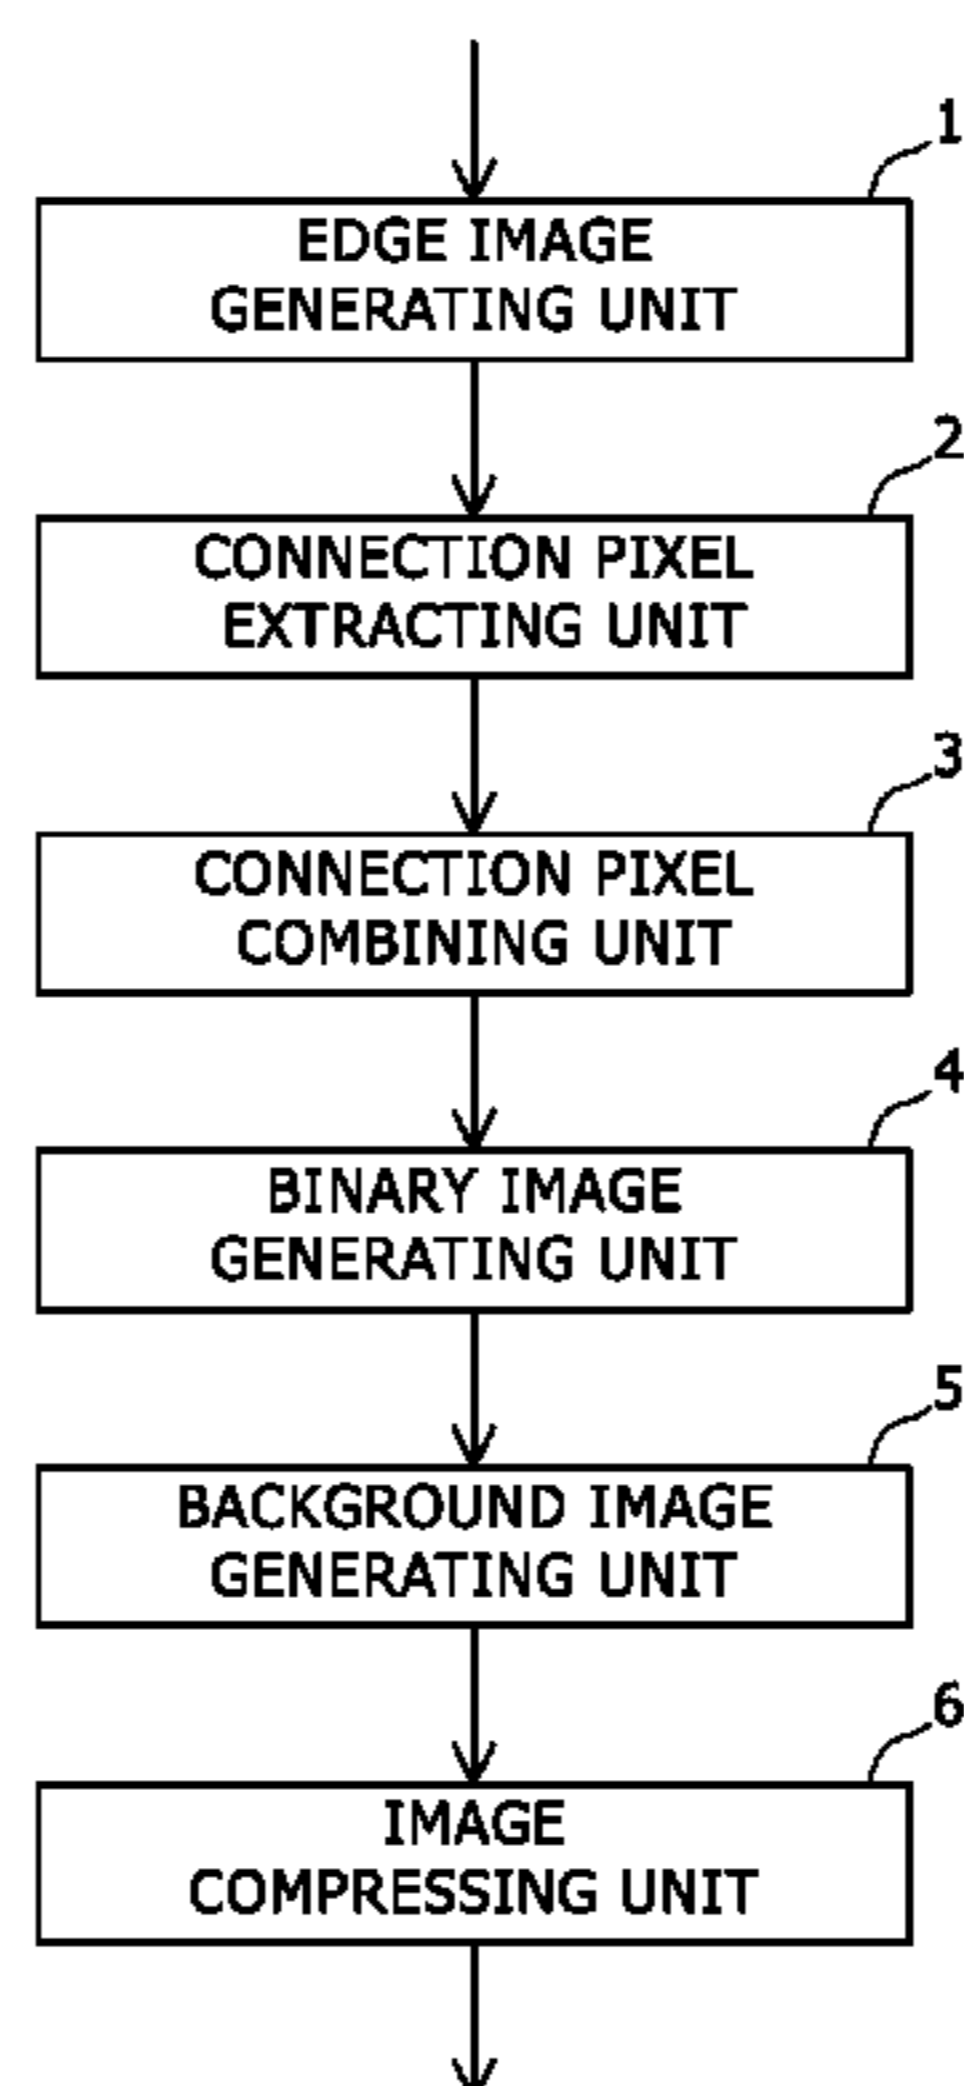 1
EDGE IMAGE
GENERATING UNIT
2
CONNECTION PIXEL
EXTRACTING UNIT
3
CONNECTION PIXEL
COMBINING UNIT
4
BINARY IMAGE
GENERATING UNIT
5
BACKGROUND IMAGE
GENERATING UNIT
6
IMAGE
COMPRESSING UNIT